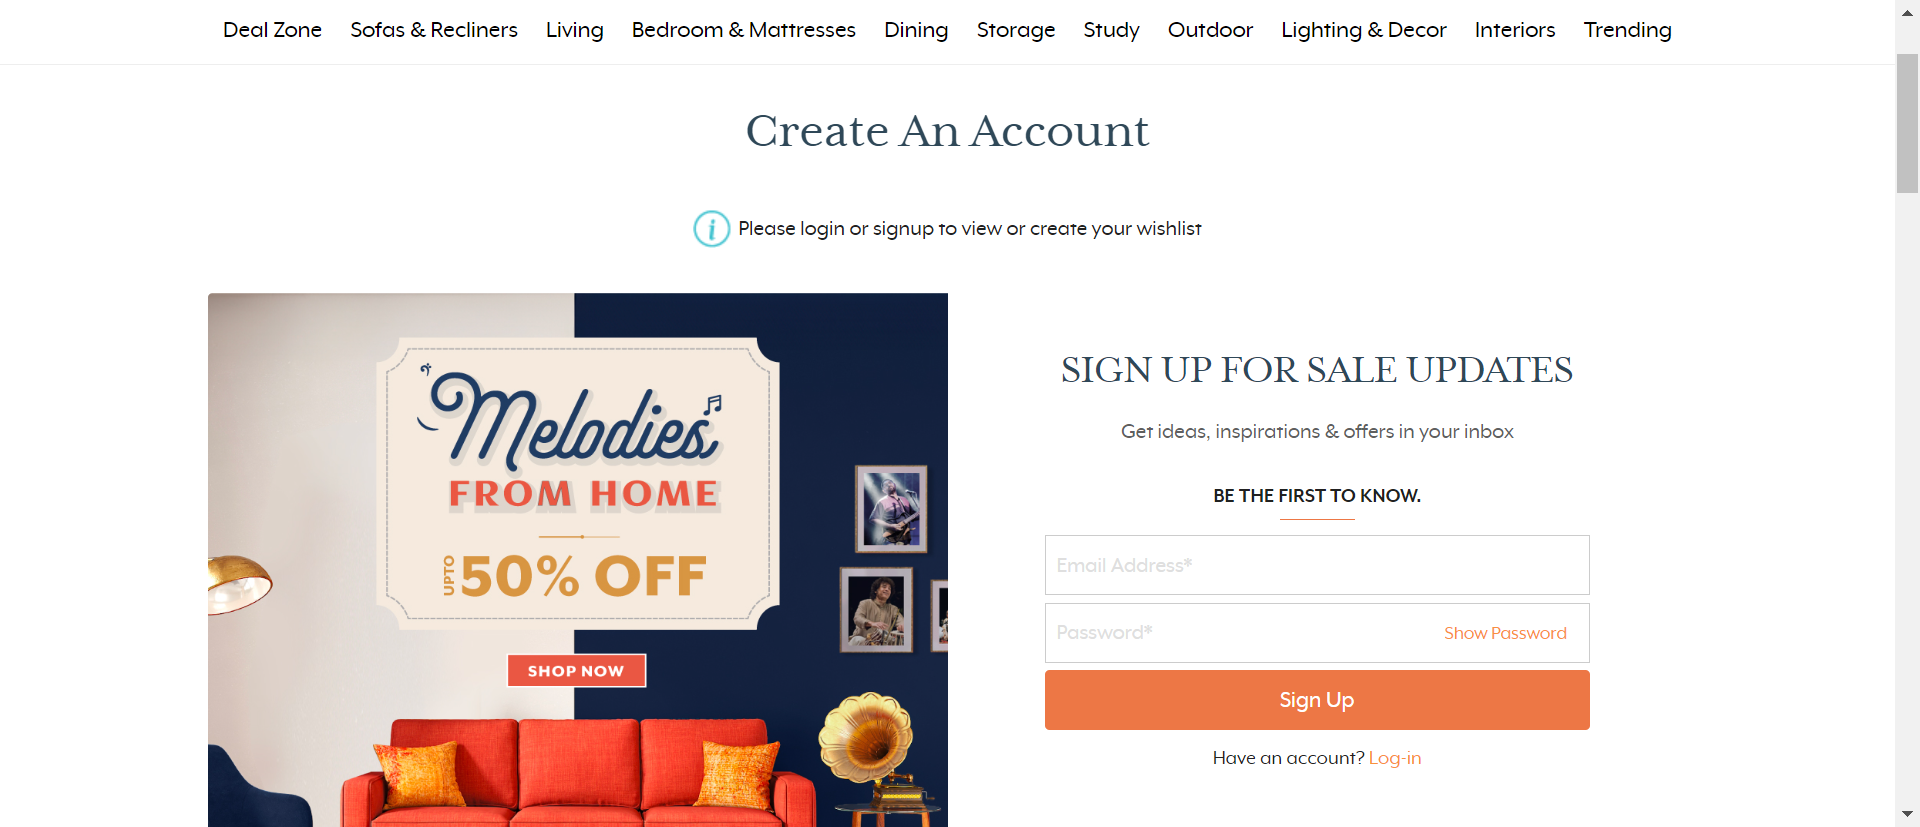 Deal Zone Sofas & Recliners Living Bedroom & Mattresses Dining Storage Study Outdoor Lighting & Decor Interiors Trending
Create An Account
i Please login or signup to view or create your wishlist
Melodies
FROM HOME
UPTO 50% OFF
SHOP NOW
SIGN UP FOR SALE UPDATES
Get ideas, inspirations & offers in your inbox
BE THE FIRST TO KNOW.
Email Address*
Password* Show Password
Sign Up
Have an account? Log-in